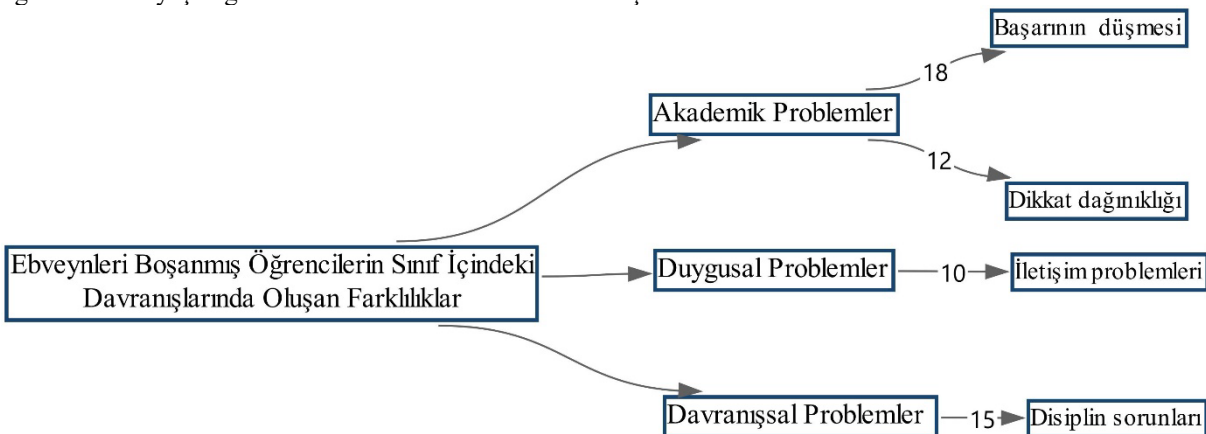 Başarının düşmesi
18
Akademik Problemler
12
Dikkat dağınıklığı
Ebveynleri Boşanmış Öğrencilerin Sınıf İçindeki
Davranışlarında Oluşan Farklılıklar
Duygusal Problemler
10
İletişim problemleri
Davranışsal Problemler
15
Disiplin sorunları